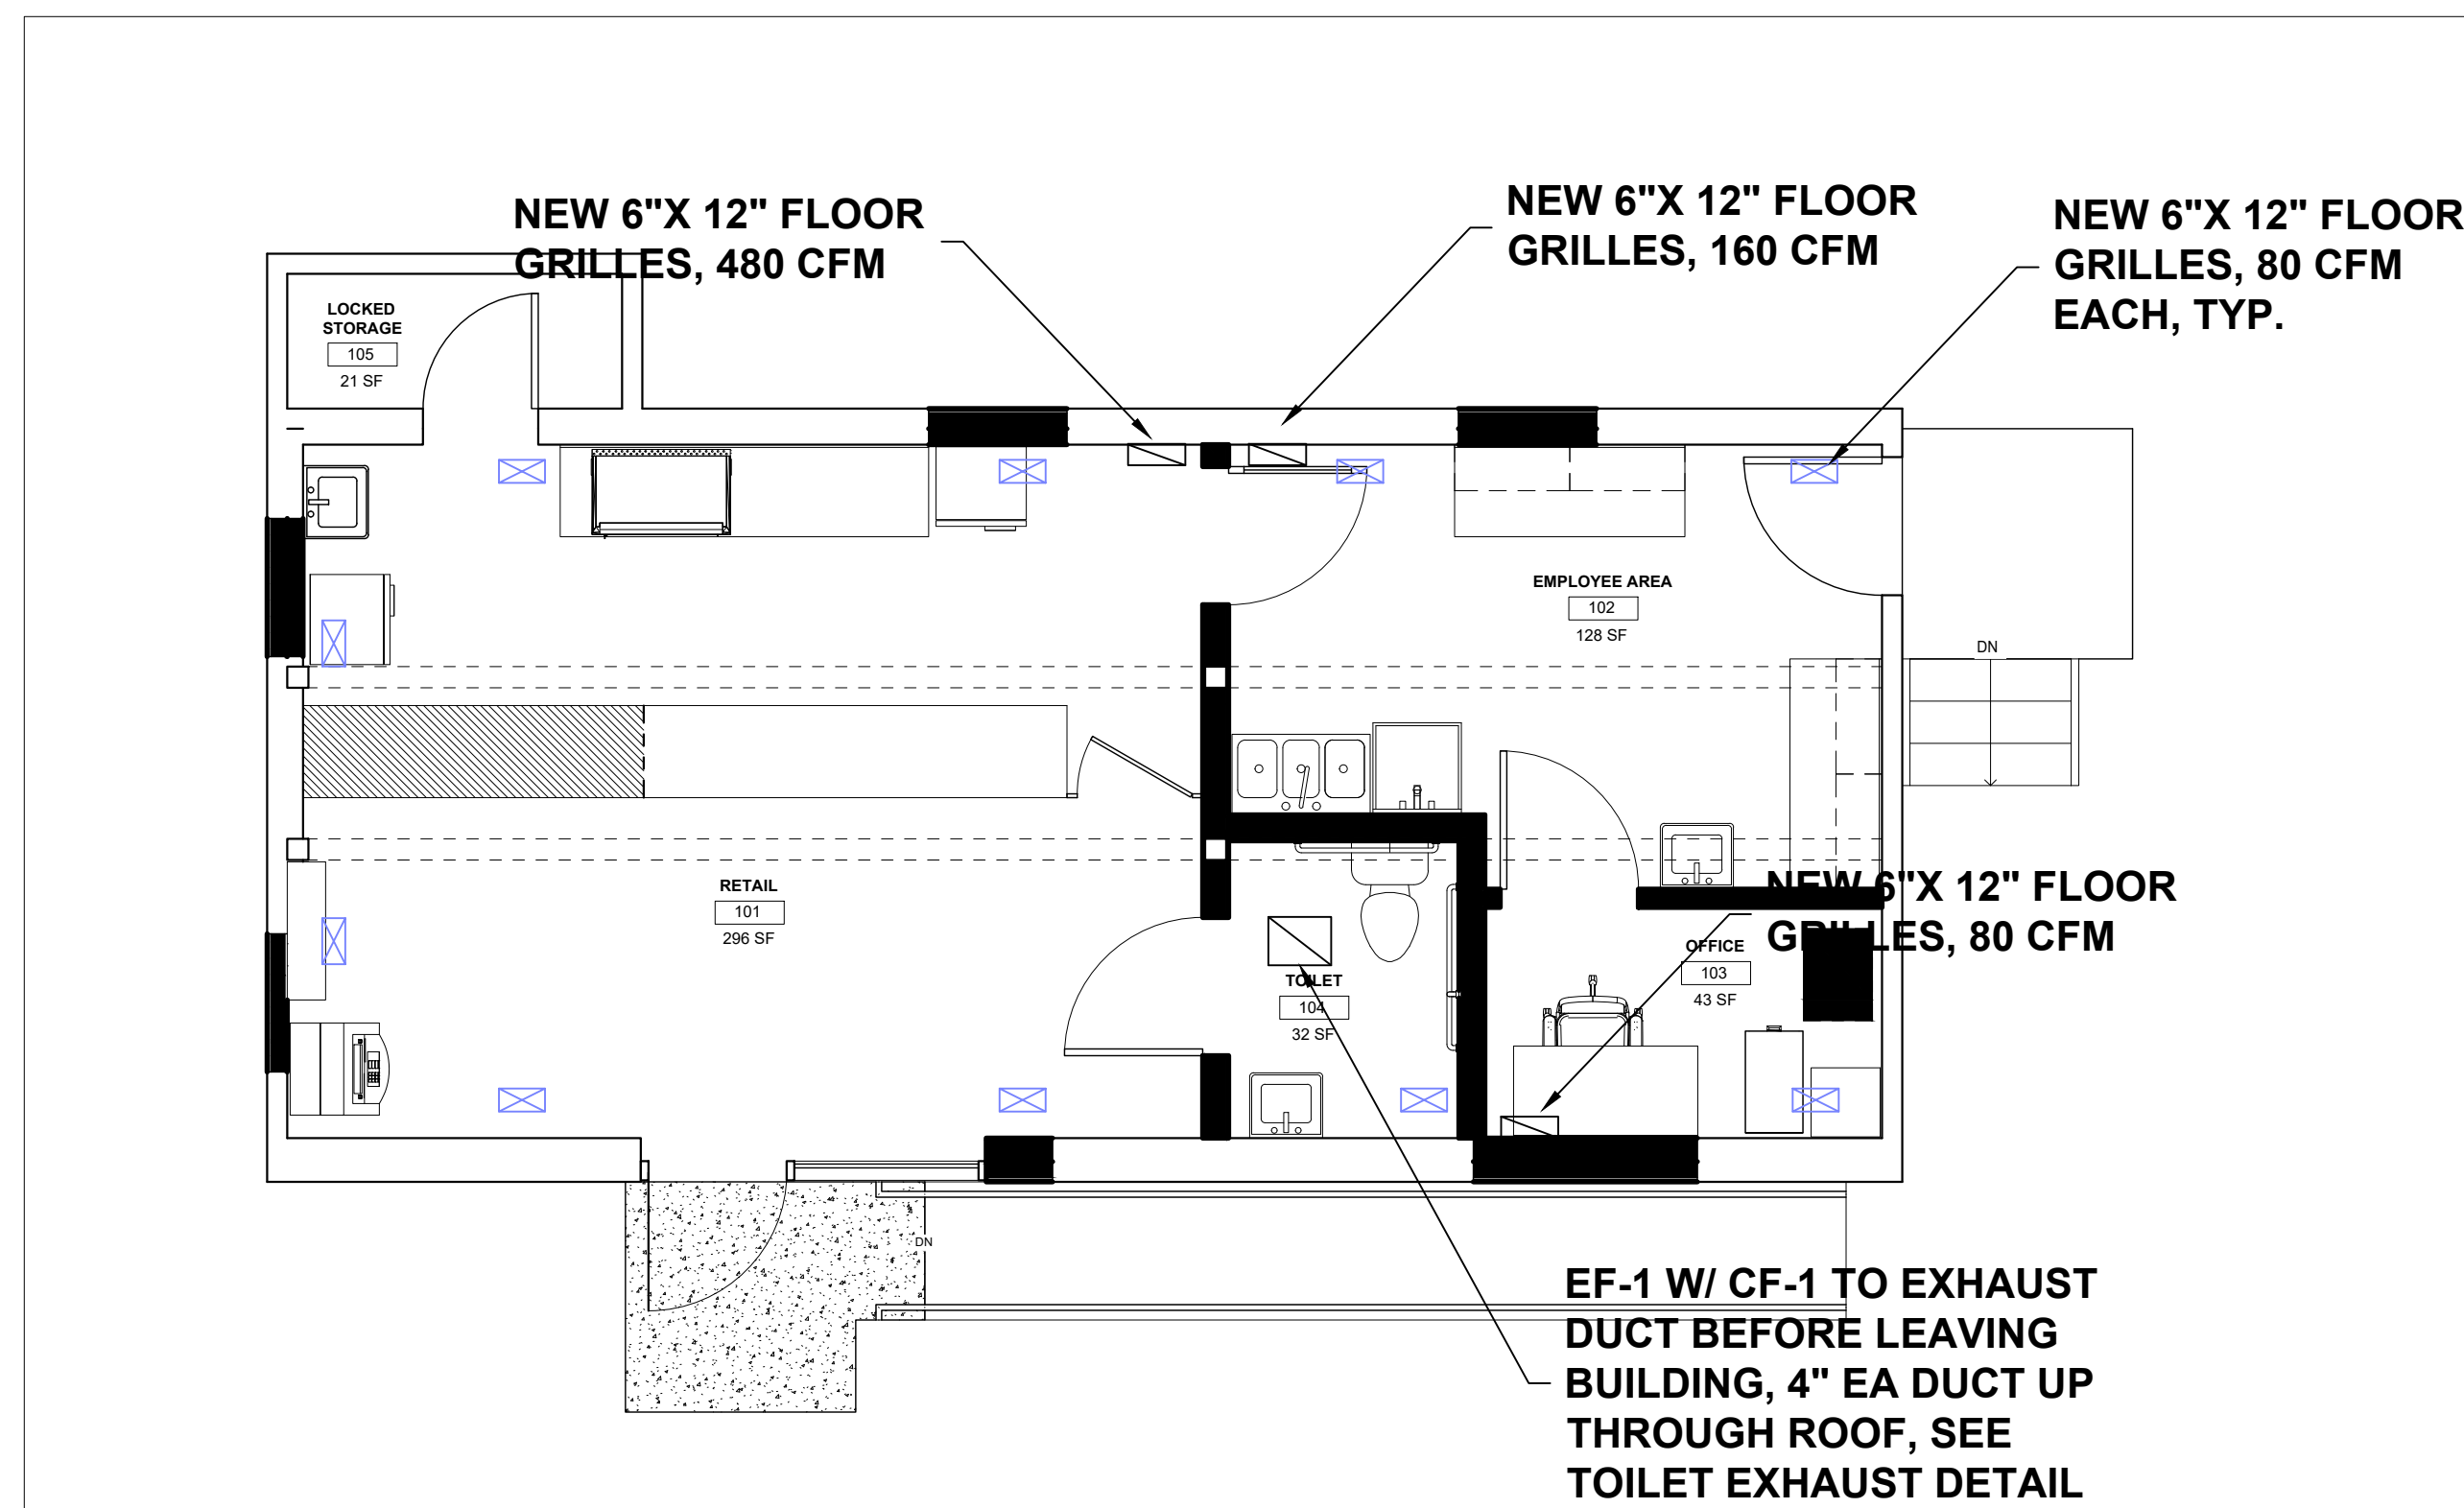 NEW 6"X 12" FLOOR
GRILLES, 480 CFM
NEW 6"X 12" FLOOR
GRILLES, 160 CFM
NEW 6"X 12" FLOOR
GRILLES, 80 CFM
EACH, TYP.
LOCKED
STORAGE
105
21 SF
EMPLOYEE AREA
102
128 SF
DN
RETAIL
101
296 SF
NEW 6"X 12" FLOOR
GRILLES, 80 CFM
OFFICE
103
43 SF
TOILET
104
32 SF
DN
EF-1 W/ CF-1 TO EXHAUST
DUCT BEFORE LEAVING
BUILDING, 4" EA DUCT UP
THROUGH ROOF, SEE
TOILET EXHAUST DETAIL